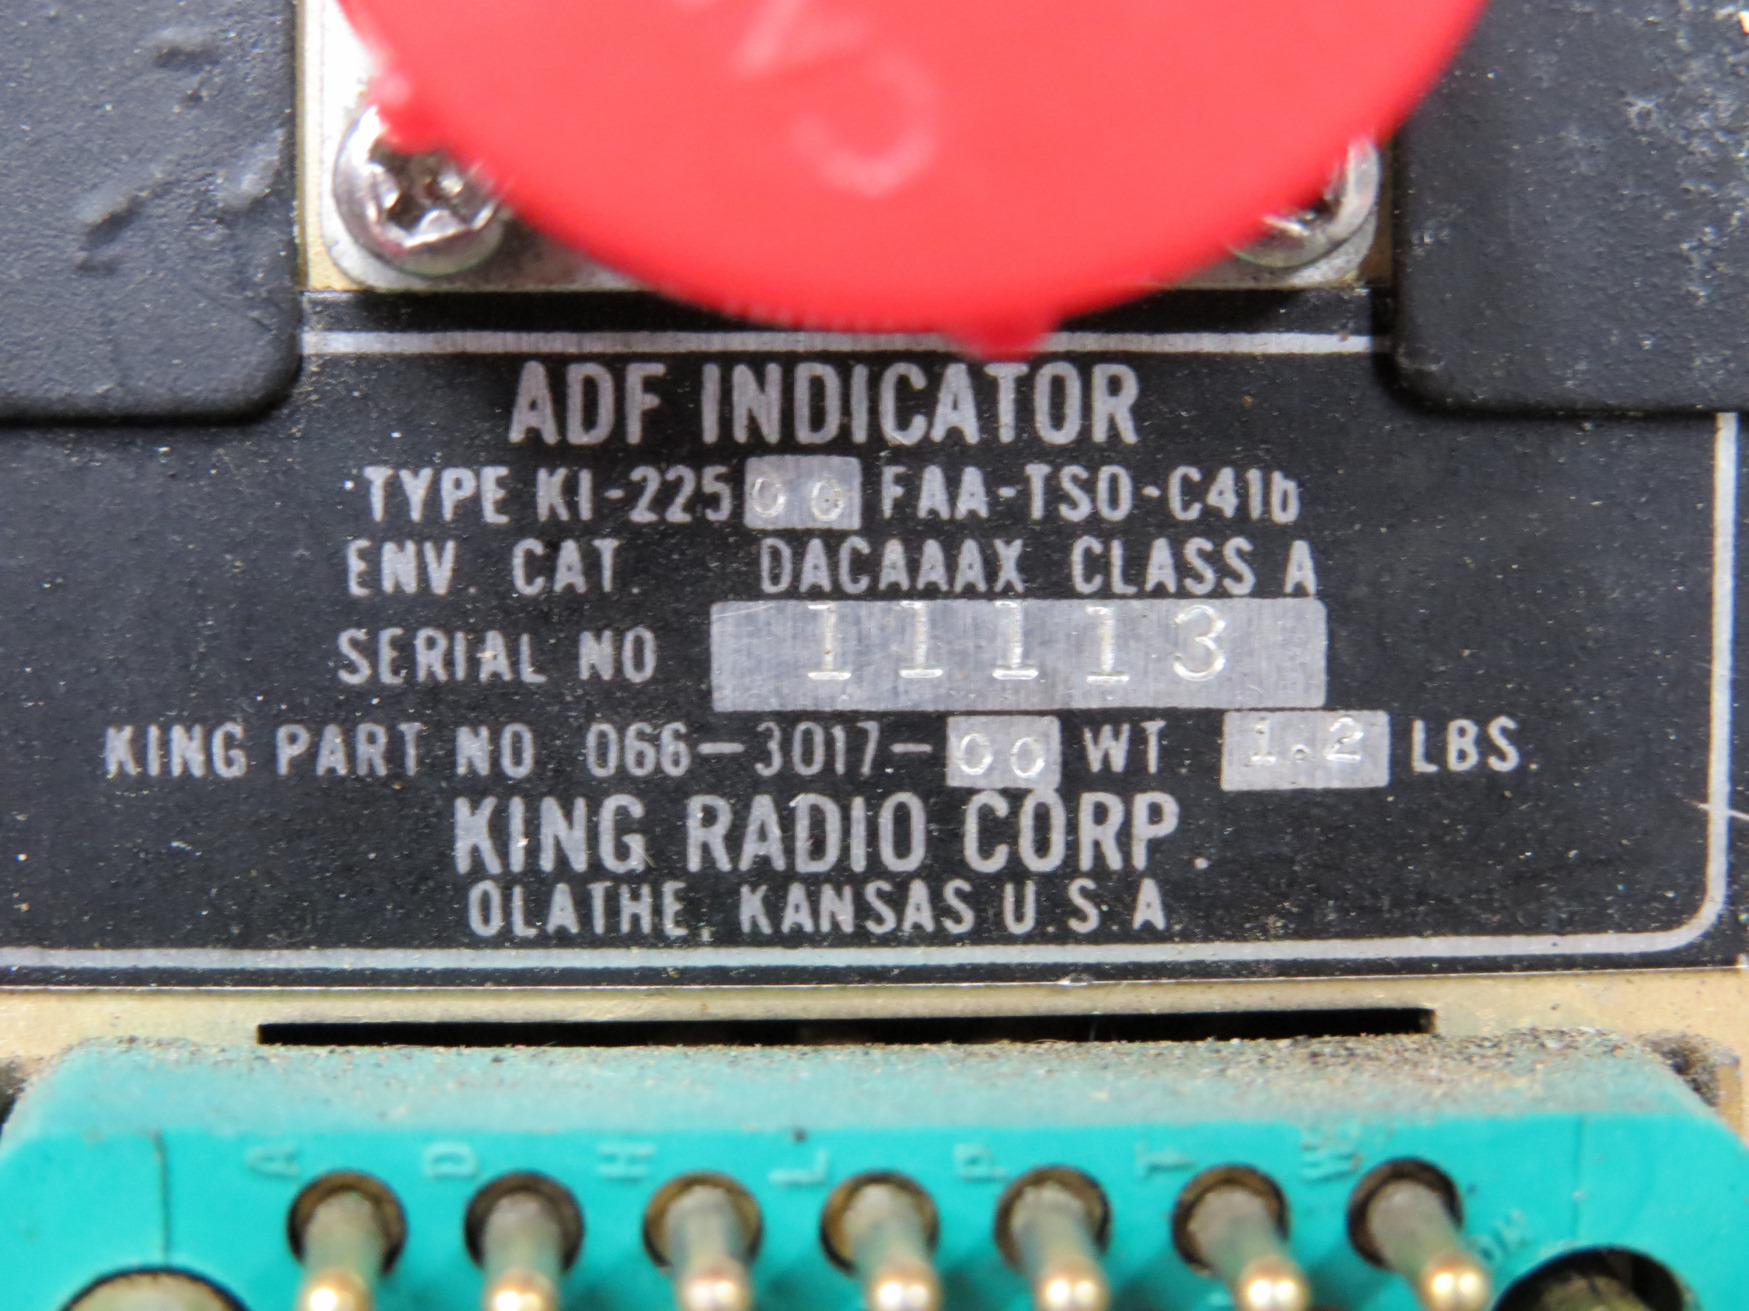 ADF INDICATOR
TYPE KI-225 00 FAA-TSO-C41b
ENV. CAT. DACAAAX CLASS A
SERIAL NO 11113
KING PART NO 066-3017-00 WT. 1.2 LBS.
KING RADIO CORP.
OLATHE, KANSAS U.S.A.
A D H L P T W